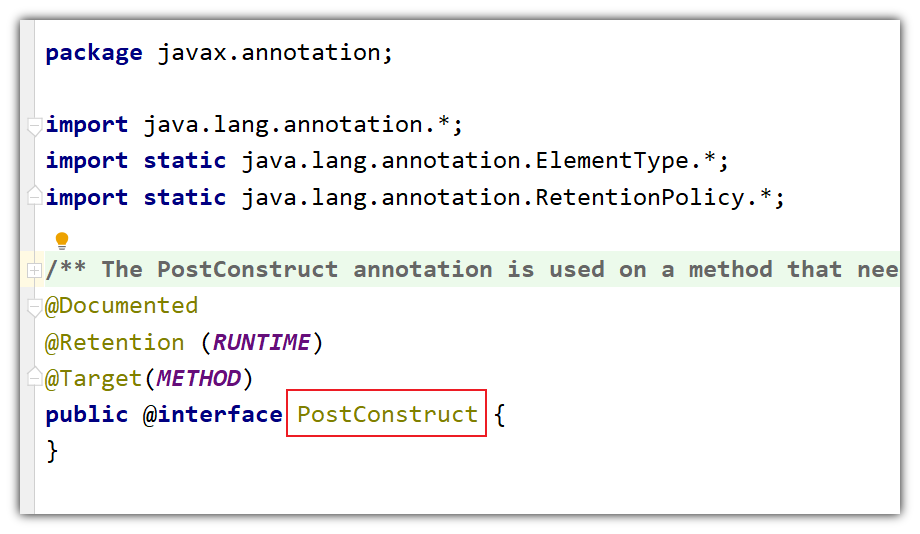 package javax.annotation;
import java.lang.annotation.*;
import static java.lang.annotation.ElementType.*;
import static java.lang.annotation.RetentionPolicy.*;
/** The PostConstruct annotation is used on a method that nee
@Documented
@Retention (RUNTIME)
@Target(METHOD)
public @interface PostConstruct {
}